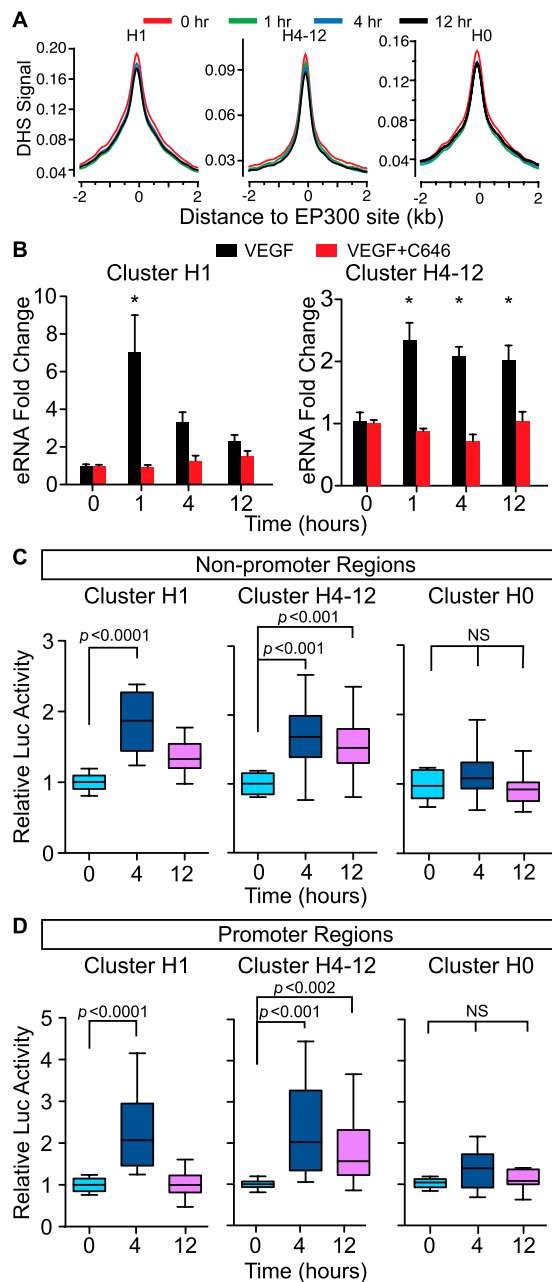 A
0 hr 1 hr 4 hr 12 hr
H1 H4-12 H0
DHS Signal
0.20
0.16
0.12
0.08
0.04
0.09
0.06
0.03
0.16
0.12
0.08
0.04
-2 0 2 -2 0 2 -2 0 2
Distance to EP300 site (kb)
B
VEGF VEGF+C646
Cluster H1 Cluster H4-12
eRNA Fold Change
10
8
6
4
2
0
*
0 1 4 12
eRNA Fold Change
3
2
1
0
* * *
0 1 4 12
Time (hours) Time (hours)
C
Non-promoter Regions
Cluster H1 Cluster H4-12 Cluster H0
Relative Luc Activity
3
2
1
0
p<0.0001
p<0.001
p<0.001
NS
0 4 12 0 4 12 0 4 12
Time (hours)
D
Promoter Regions
Cluster H1 Cluster H4-12 Cluster H0
Relative Luc Activity
5
4
3
2
1
0
p<0.0001
p<0.002
p<0.001
NS
0 4 12 0 4 12 0 4 12
Time (hours)